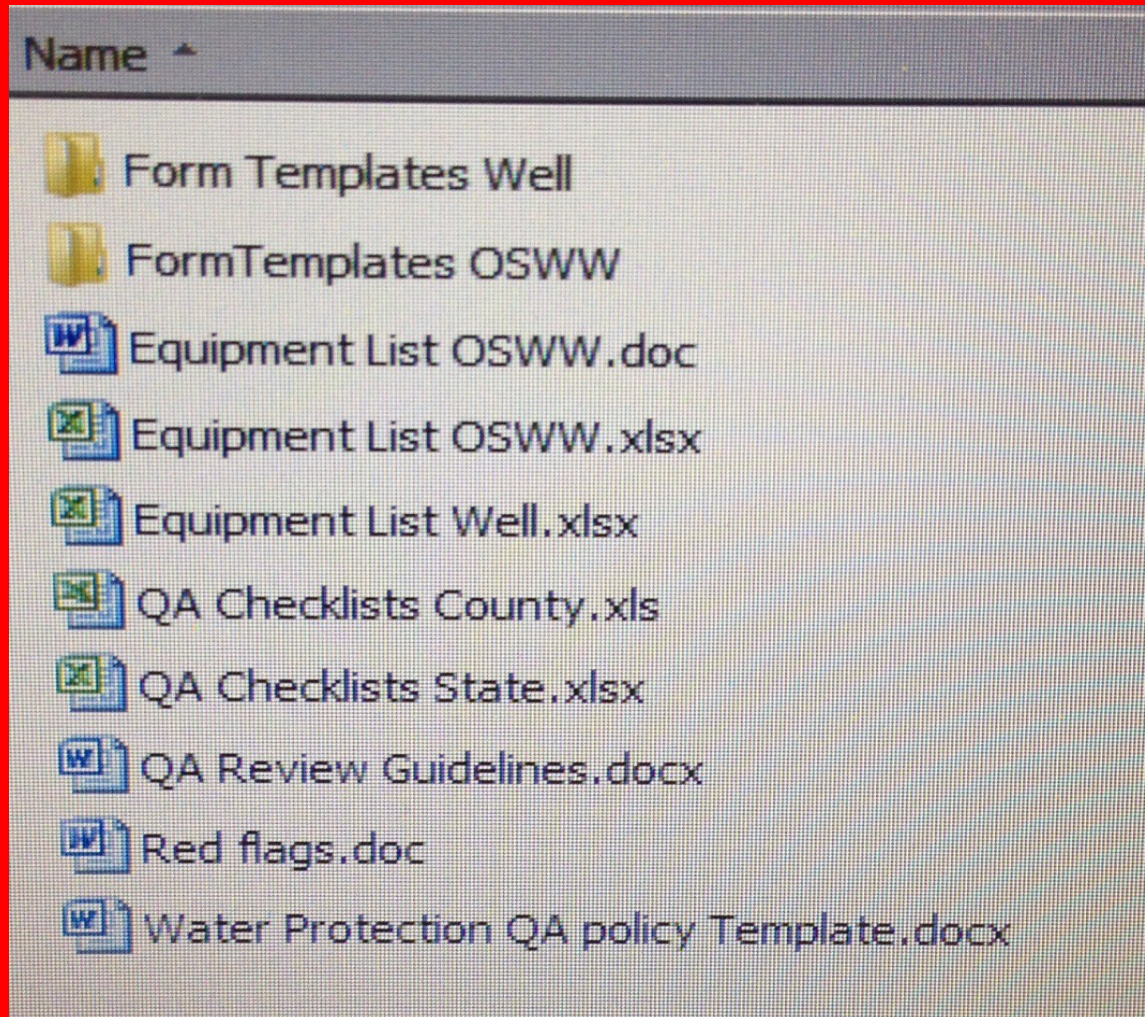 Name
Form Templates Well
FormTemplates OSWW
Equipment List OSWW.doc
Equipment List OSWW.xlsx
Equipment List Well.xlsx
QA Checklists County.xls
QA Checklists State.xlsx
QA Review Guidelines.docx
Red flags.doc
Water Protection QA policy Template.docx